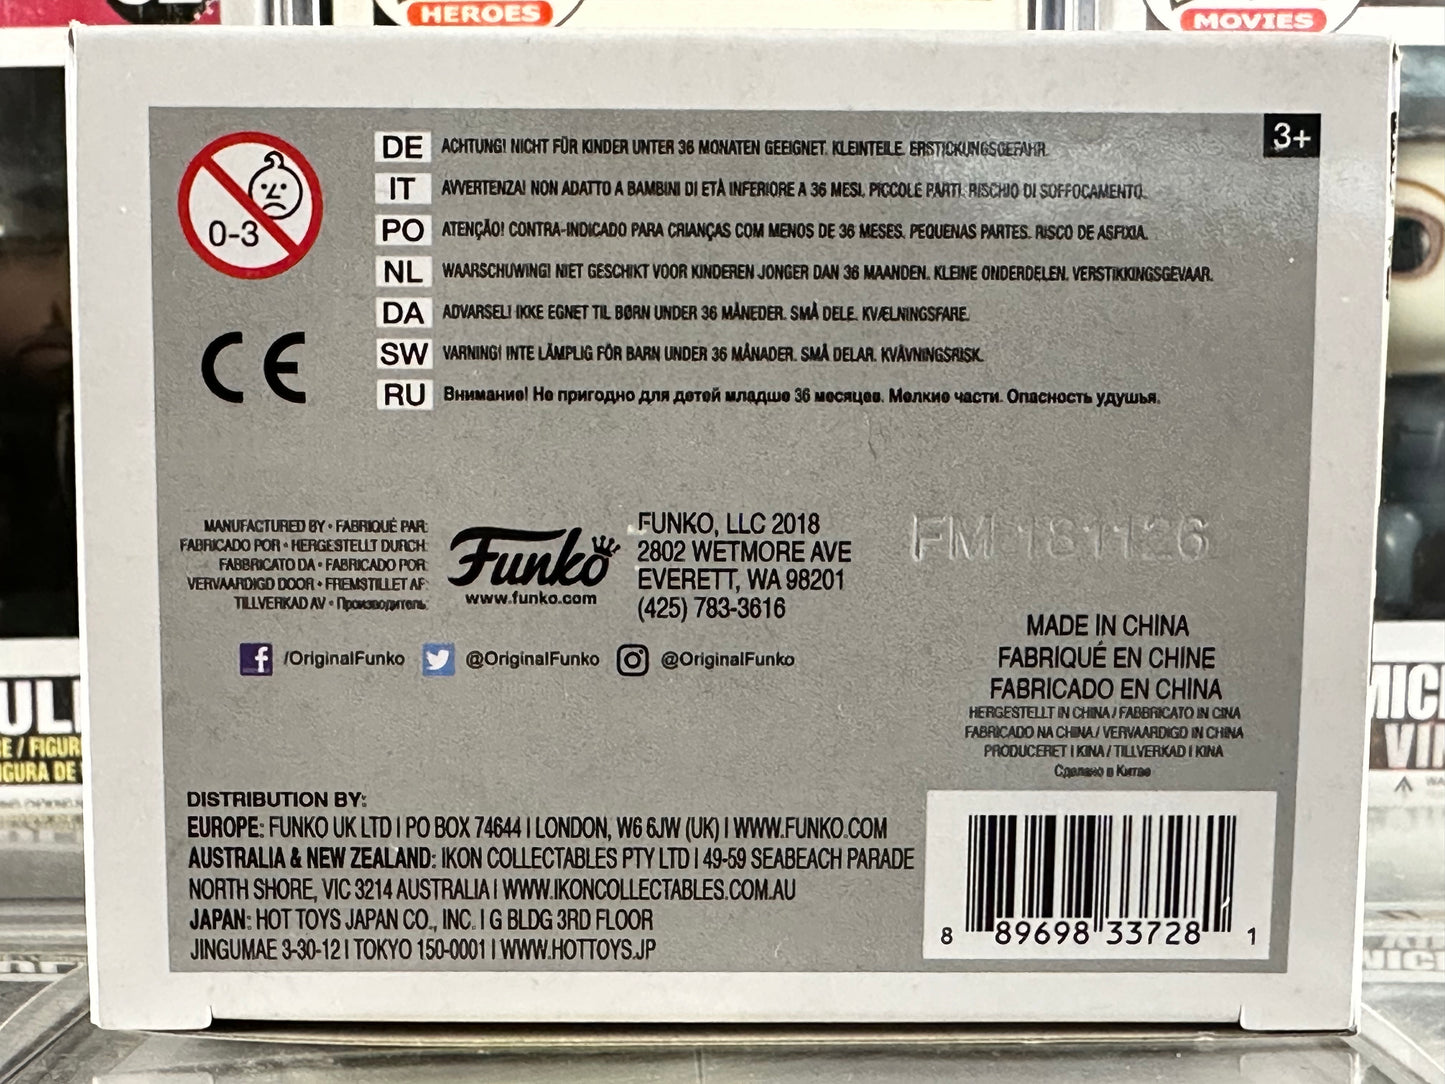 HEROES
MOVIES
3+
0-3
DE ACHTUNG! NICHT FÜR KINDER UNTER 36 MONATEN GEEIGNET. KLEINTEILE. ERSTICKUNGSGEFAHR.
IT AVVERTENZA! NON ADATTO A BAMBINI DI ETÀ INFERIORE A 36 MESI. PICCOLE PARTI. RISCHIO DI SOFFOCAMENTO.
PO ATENÇÃO! CONTRA-INDICADO PARA CRIANÇAS COM MENOS DE 36 MESES. PEQUENAS PARTES. RISCO DE ASFIXIA.
NL WAARSCHUWING! NIET GESCHIKT VOOR KINDEREN JONGER DAN 36 MAANDEN. KLEINE ONDERDELEN. VERSTIKKINGSGEVAAR.
DA ADVARSEL! IKKE EGNET TIL BØRN UNDER 36 MÅNEDER. SMÅ DELE. KVÆLNINGSFARE.
SW VARNING! INTE LÄMPLIG FÖR BARN UNDER 36 MÅNADER. SMÅ DELAR. KVÄVNINGSRISK.
RU Внимание! Не пригодно для детей младше 36 месяцев. Мелкие части. Опасность удушья.
CE
MANUFACTURED BY • FABRIQUÉ PAR:
FABRICADO POR • HERGESTELLT DURCH:
FABBRICATO DA • FABRICADO POR:
VERVAARDIGD DOOR • FREMSTILLET AF:
TILLVERKAD AV • Производитель:
Funko
www.funko.com
FUNKO, LLC 2018
2802 WETMORE AVE
EVERETT, WA 98201
(425) 783-3616
FM-181126
/OriginalFunko @OriginalFunko @OriginalFunko
MADE IN CHINA
FABRIQUÉ EN CHINE
FABRICADO EN CHINA
HERGESTELLT IN CHINA / FABBRICATO IN CINA
FABRICADO NA CHINA / VERVAARDIGD IN CHINA
PRODUCERET I KINA / TILLVERKAD I KINA
Сделано в Китае
DISTRIBUTION BY:
EUROPE: FUNKO UK LTD | PO BOX 74644 | LONDON, W6 6JW (UK) | WWW.FUNKO.COM
AUSTRALIA & NEW ZEALAND: IKON COLLECTABLES PTY LTD | 49-59 SEABEACH PARADE
NORTH SHORE, VIC 3214 AUSTRALIA | WWW.IKONCOLLECTABLES.COM.AU
JAPAN: HOT TOYS JAPAN CO., INC. | G BLDG 3RD FLOOR
JINGUMAE 3-30-12 | TOKYO 150-0001 | WWW.HOTTOYS.JP
8 89698 33728 1